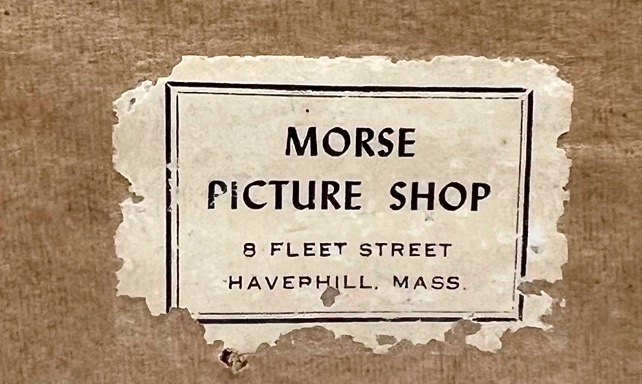 MORSE
PICTURE SHOP
8 FLEET STREET
HAVERHILL, MASS.